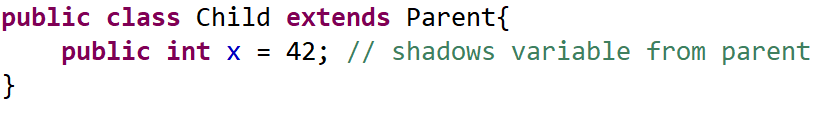 public class Child extends Parent{
    public int x = 42; // shadows variable from parent
}